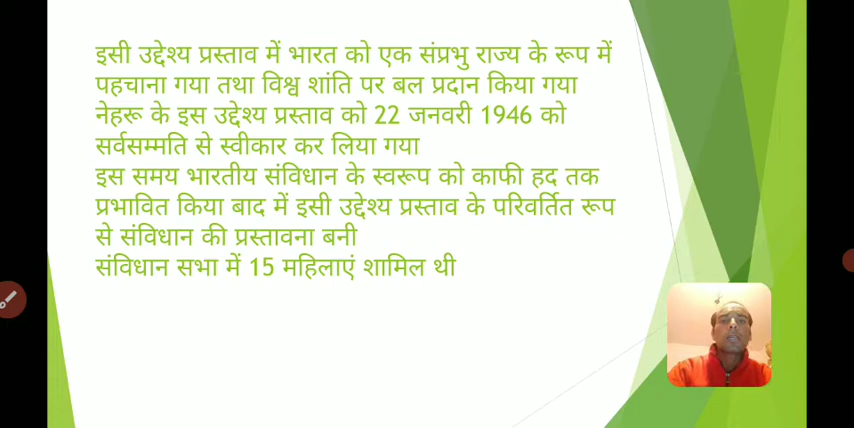 इसी उद्देश्य प्रस्ताव में भारत को एक संप्रभु राज्य के रूप में
पहचाना गया तथा विश्व शांति पर बल प्रदान किया गया
नेहरू के इस उद्देश्य प्रस्ताव को 22 जनवरी 1946 को
सर्वसम्मति से स्वीकार कर लिया गया
इस समय भारतीय संविधान के स्वरूप को काफी हद तक
प्रभावित किया बाद में इसी उद्देश्य प्रस्ताव के परिवर्तित रूप
से संविधान की प्रस्तावना बनी
संविधान सभा में 15 महिलाएं शामिल थी